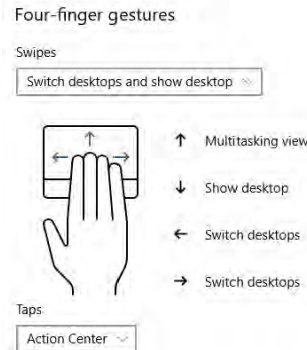 Four-finger gestures
Swipes
Switch desktops and show desktop
↑ Multitasking view
↓ Show desktop
← Switch desktops
→ Switch desktops
Taps
Action Center